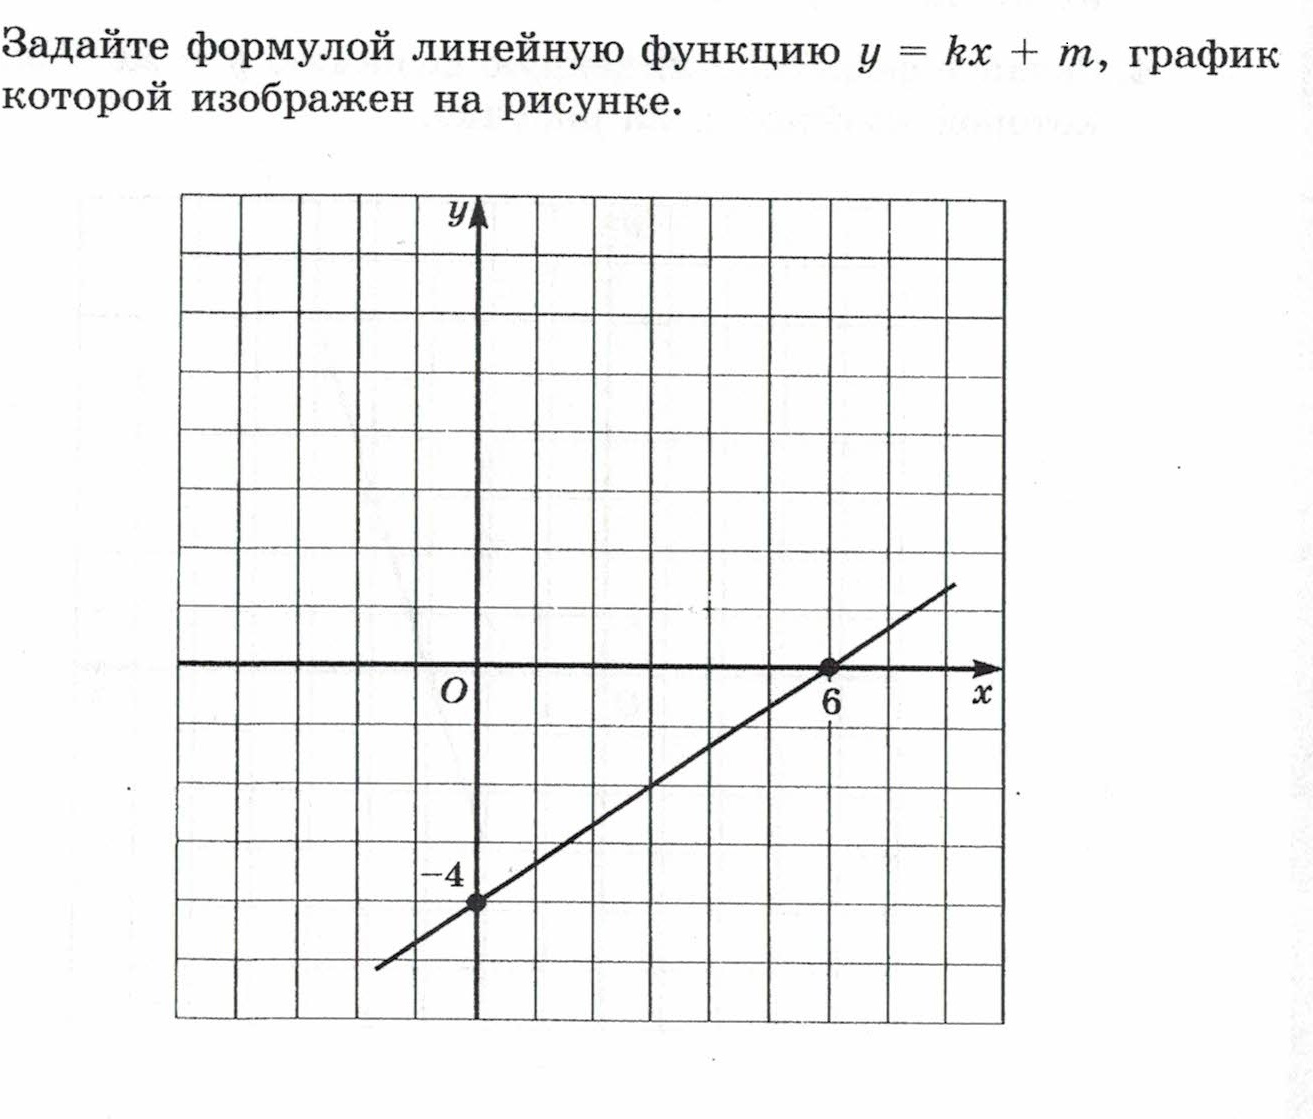 Задайте формулой линейную функцию y = kx + m, график
которой изображен на рисунке.
y
O
6
x
−4